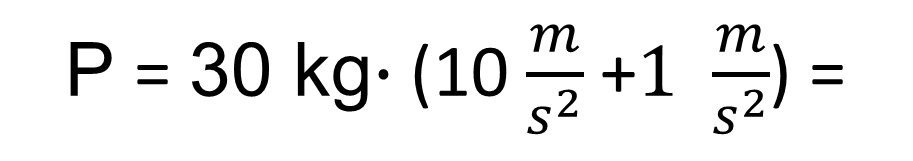 P = 30 kg· (10 m/s² +1 m/s²) =